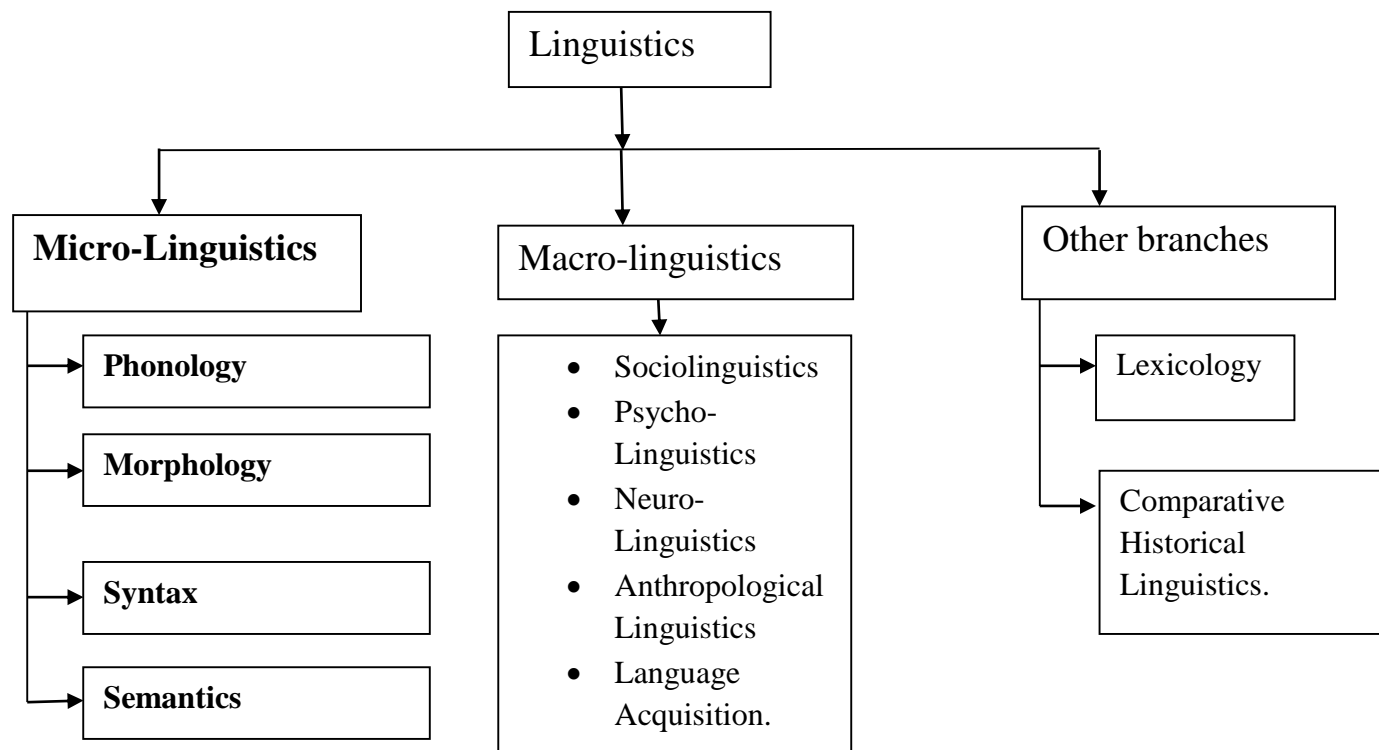 Linguistics
Micro-Linguistics
Phonology
Morphology
Syntax
Semantics
Macro-linguistics
• Sociolinguistics
• Psycho-
Linguistics
• Neuro-
Linguistics
• Anthropological
Linguistics
• Language
Acquisition.
Other branches
Lexicology
Comparative
Historical
Linguistics.